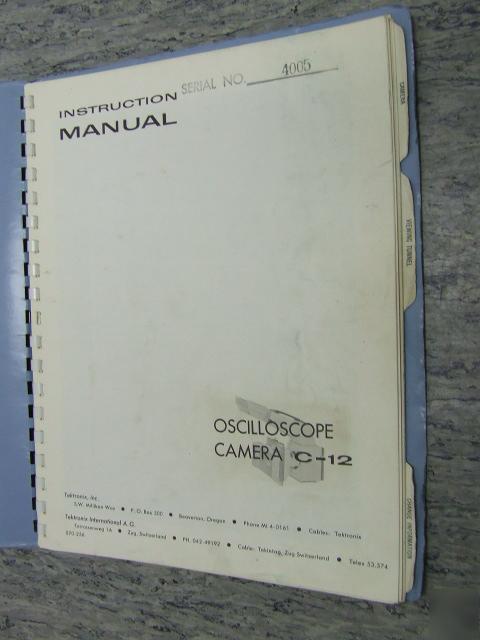 SERIAL NO. 4005
INSTRUCTION
MANUAL
CAMERA
VIEWING TUNNEL
OSCILLOSCOPE
CAMERA C-12
CHANGE INFORMATION
Tektronix, Inc.
S.W. Millikan Way • P. O. Box 500 • Beaverton, Oregon • Phone MI 4-0161 • Cables: Tektronix
Tektronix International A.G.
Terrassenweg 1A • Zug, Switzerland • PH. 042-49192 • Cable: Tekintag, Zug Switzerland • Telex 53.574
070-256